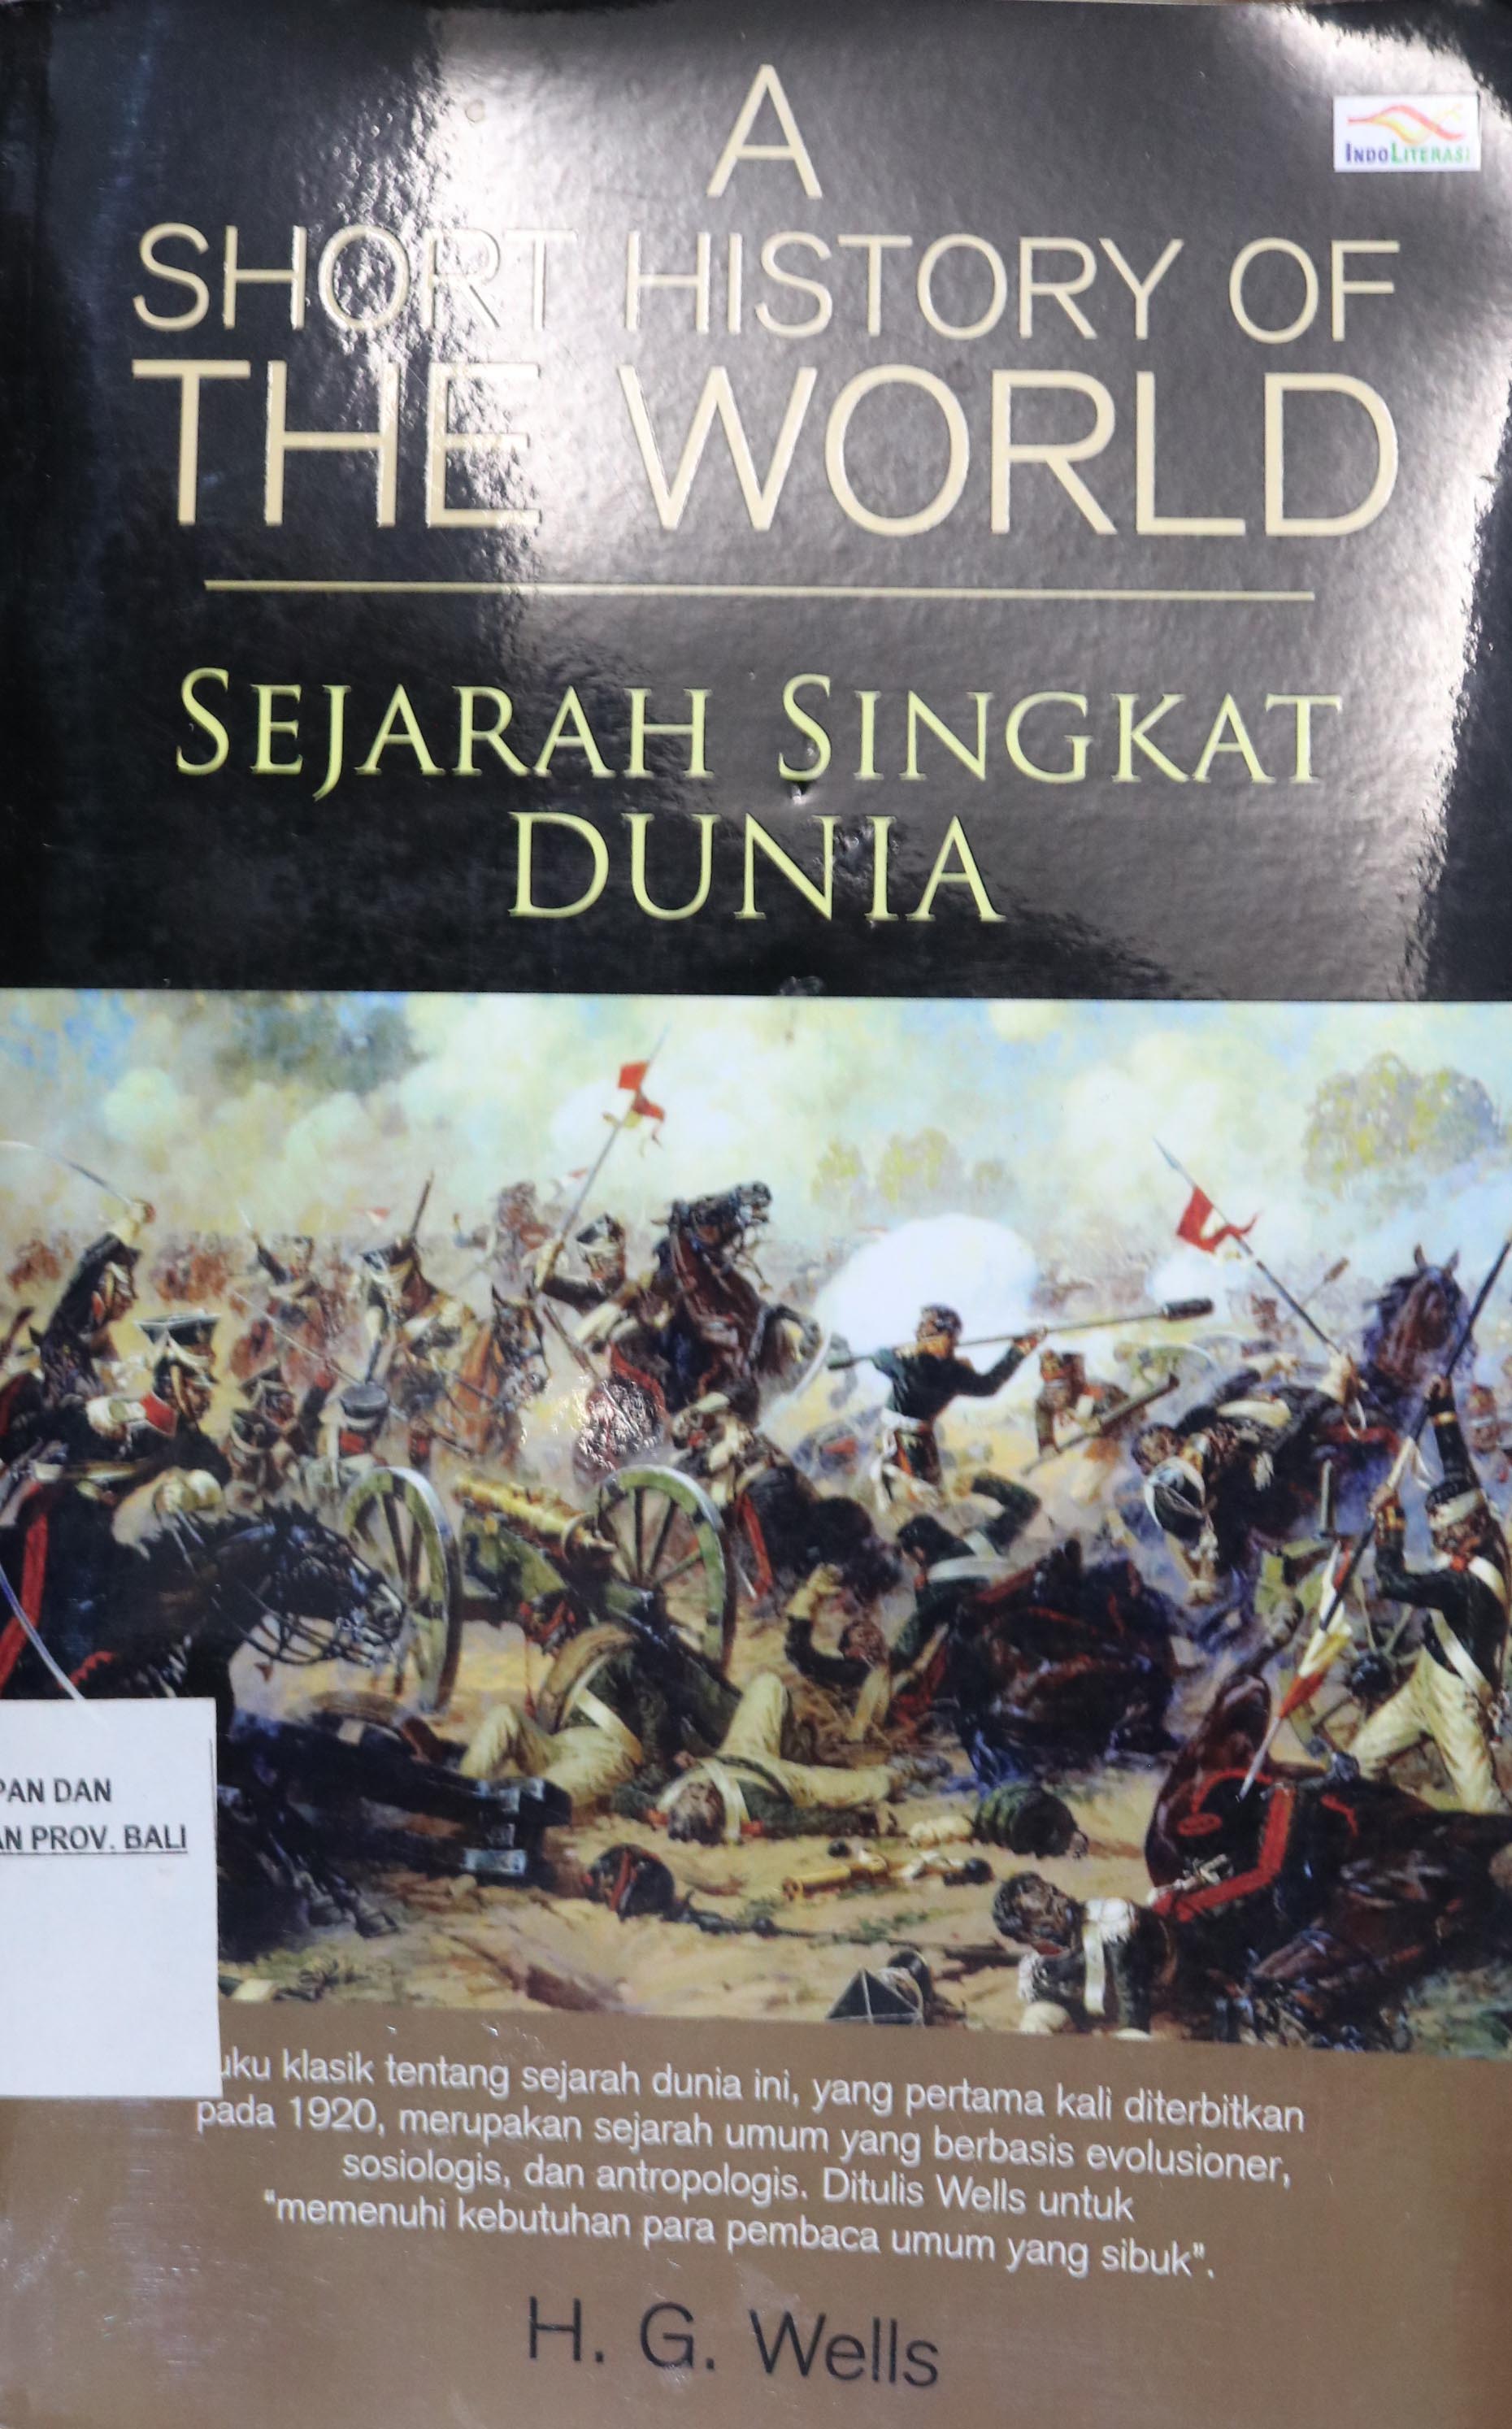 A
SHORT HISTORY OF
THE WORLD
INDOLITERASI
SEJARAH SINGKAT
DUNIA
PAN DAN
AN PROV. BALI
uku klasik tentang sejarah dunia ini, yang pertama kali diterbitkan
pada 1920, merupakan sejarah umum yang berbasis evolusioner,
sosiologis, dan antropologis. Ditulis Wells untuk
“memenuhi kebutuhan para pembaca umum yang sibuk”.
H. G. Wells